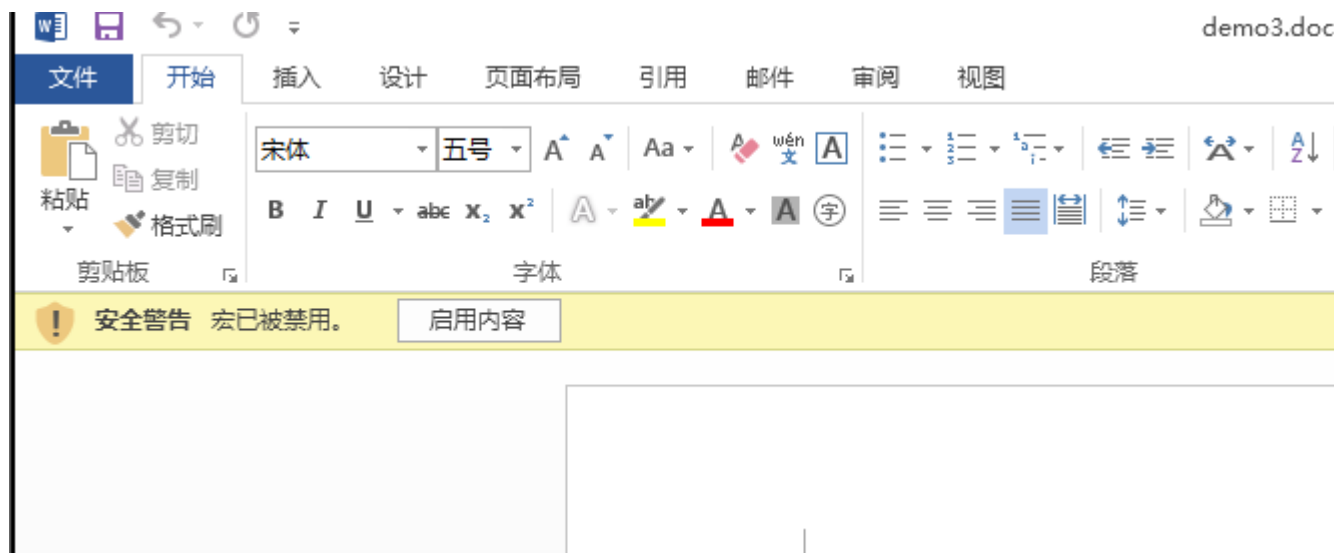 demo3.doc
文件 开始 插入 设计 页面布局 引用 邮件 审阅 视图
剪切
复制
粘贴
格式刷
宋体 五号 A A Aa wén 文 A A Z
B I U abc X₂ X² A ab A A 字
剪贴板 字体 段落
安全警告 宏已被禁用。 启用内容